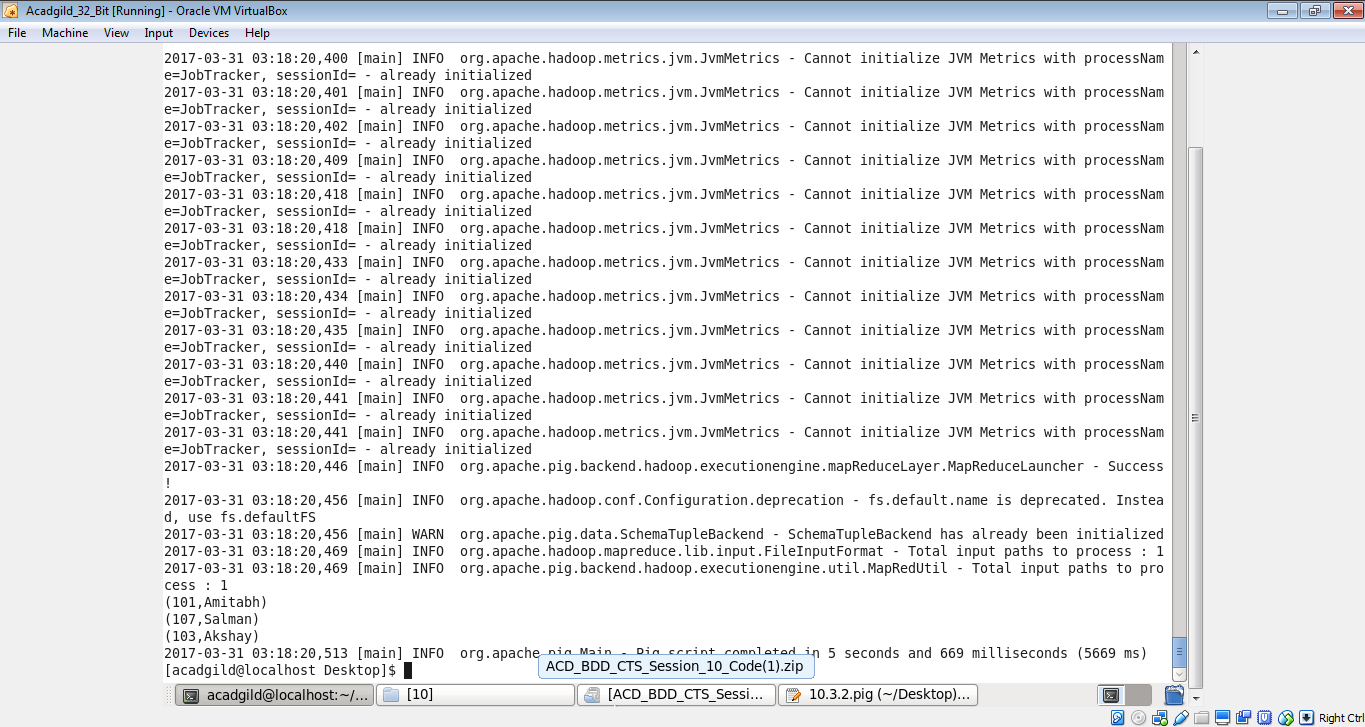 Acadgild_32_Bit [Running] - Oracle VM VirtualBox
File Machine View Input Devices Help
2017-03-31 03:18:20,400 [main] INFO  org.apache.hadoop.metrics.jvm.JvmMetrics - Cannot initialize JVM Metrics with processNam
e=JobTracker, sessionId= - already initialized
2017-03-31 03:18:20,401 [main] INFO  org.apache.hadoop.metrics.jvm.JvmMetrics - Cannot initialize JVM Metrics with processNam
e=JobTracker, sessionId= - already initialized
2017-03-31 03:18:20,402 [main] INFO  org.apache.hadoop.metrics.jvm.JvmMetrics - Cannot initialize JVM Metrics with processNam
e=JobTracker, sessionId= - already initialized
2017-03-31 03:18:20,409 [main] INFO  org.apache.hadoop.metrics.jvm.JvmMetrics - Cannot initialize JVM Metrics with processNam
e=JobTracker, sessionId= - already initialized
2017-03-31 03:18:20,418 [main] INFO  org.apache.hadoop.metrics.jvm.JvmMetrics - Cannot initialize JVM Metrics with processNam
e=JobTracker, sessionId= - already initialized
2017-03-31 03:18:20,418 [main] INFO  org.apache.hadoop.metrics.jvm.JvmMetrics - Cannot initialize JVM Metrics with processNam
e=JobTracker, sessionId= - already initialized
2017-03-31 03:18:20,433 [main] INFO  org.apache.hadoop.metrics.jvm.JvmMetrics - Cannot initialize JVM Metrics with processNam
e=JobTracker, sessionId= - already initialized
2017-03-31 03:18:20,434 [main] INFO  org.apache.hadoop.metrics.jvm.JvmMetrics - Cannot initialize JVM Metrics with processNam
e=JobTracker, sessionId= - already initialized
2017-03-31 03:18:20,435 [main] INFO  org.apache.hadoop.metrics.jvm.JvmMetrics - Cannot initialize JVM Metrics with processNam
e=JobTracker, sessionId= - already initialized
2017-03-31 03:18:20,440 [main] INFO  org.apache.hadoop.metrics.jvm.JvmMetrics - Cannot initialize JVM Metrics with processNam
e=JobTracker, sessionId= - already initialized
2017-03-31 03:18:20,441 [main] INFO  org.apache.hadoop.metrics.jvm.JvmMetrics - Cannot initialize JVM Metrics with processNam
e=JobTracker, sessionId= - already initialized
2017-03-31 03:18:20,441 [main] INFO  org.apache.hadoop.metrics.jvm.JvmMetrics - Cannot initialize JVM Metrics with processNam
e=JobTracker, sessionId= - already initialized
2017-03-31 03:18:20,446 [main] INFO  org.apache.pig.backend.hadoop.executionengine.mapReduceLayer.MapReduceLauncher - Success
!
2017-03-31 03:18:20,456 [main] INFO  org.apache.hadoop.conf.Configuration.deprecation - fs.default.name is deprecated. Instea
d, use fs.defaultFS
2017-03-31 03:18:20,456 [main] WARN  org.apache.pig.data.SchemaTupleBackend - SchemaTupleBackend has already been initialized
2017-03-31 03:18:20,469 [main] INFO  org.apache.hadoop.mapreduce.lib.input.FileInputFormat - Total input paths to process : 1
2017-03-31 03:18:20,469 [main] INFO  org.apache.pig.backend.hadoop.executionengine.util.MapRedUtil - Total input paths to pro
cess : 1
(101,Amitabh)
(107,Salman)
(103,Akshay)
2017-03-31 03:18:20,513 [main] INFO  org.apache.pig.Main - Pig script completed in 5 seconds and 669 milliseconds (5669 ms)
[acadgild@localhost Desktop]$
ACD_BDD_CTS_Session_10_Code(1).zip
acadgild@localhost:~/... [10] [ACD_BDD_CTS_Sessi... 10.3.2.pig (~/Desktop)...
Right Ctrl